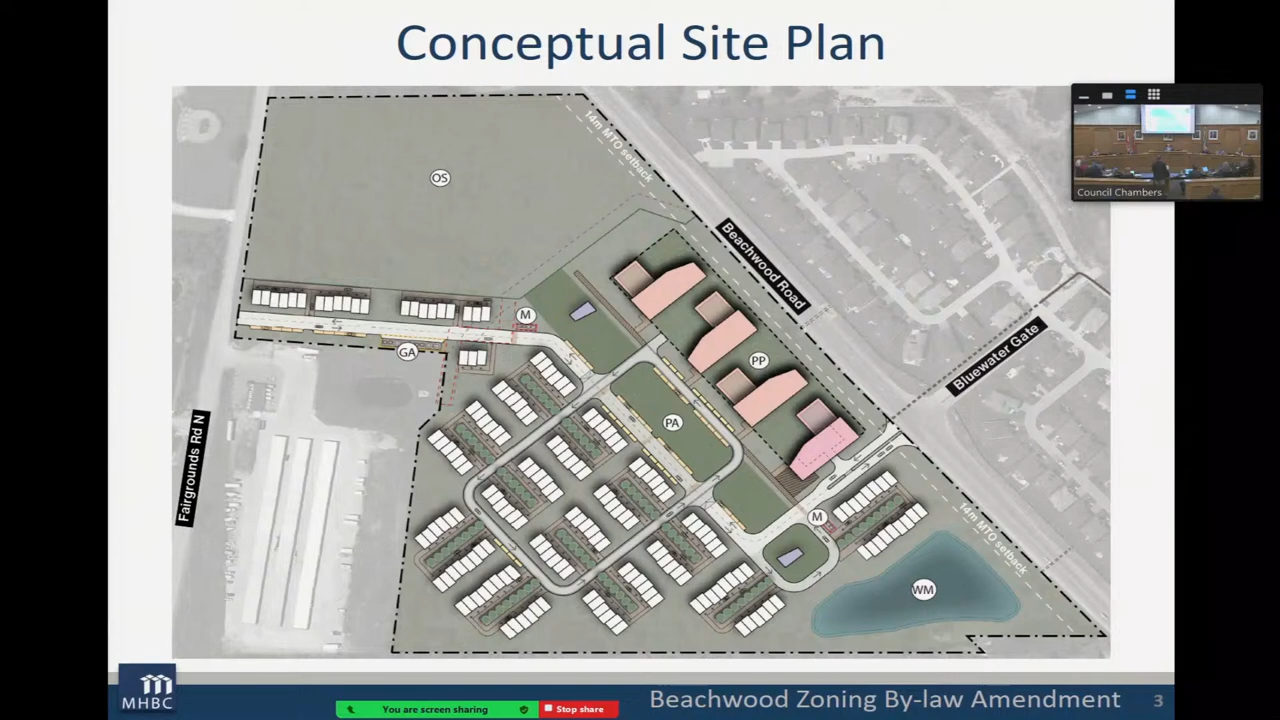 Conceptual Site Plan
14m MTO setback
OS
Council Chambers
Beachwood Road
M
GA
PP
Bluewater Gate
PA
Fairgrounds Rd N
M
14m MTO setback
WM
MHBC
You are screen sharing
Stop share
Beachwood Zoning By-law Amendment
3